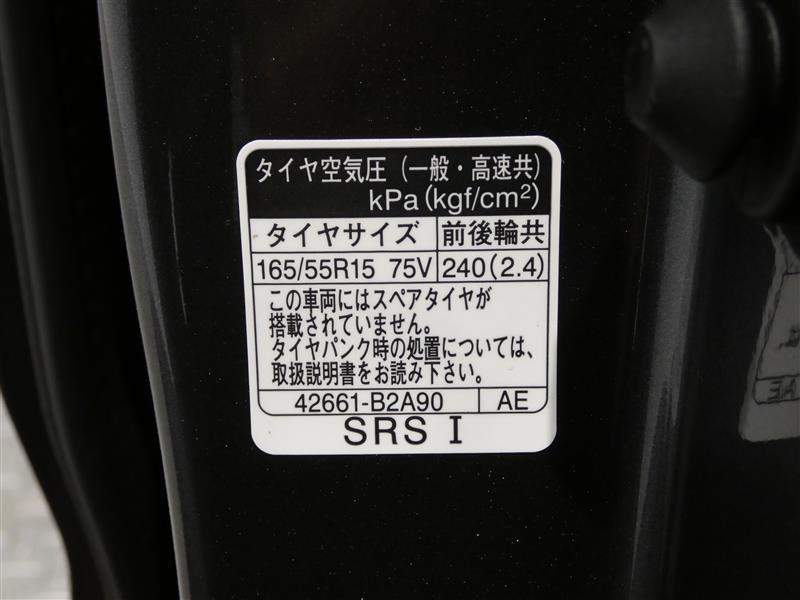 タイヤ空気圧（一般・高速共）
kPa(kgf/cm²)
タイヤサイズ 前後輪共
165/55R15 75V 240(2.4)
この車両にはスペアタイヤが
搭載されていません。
タイヤパンク時の処置については、
取扱説明書をお読み下さい。
42661-B2A90 AE
SRS I